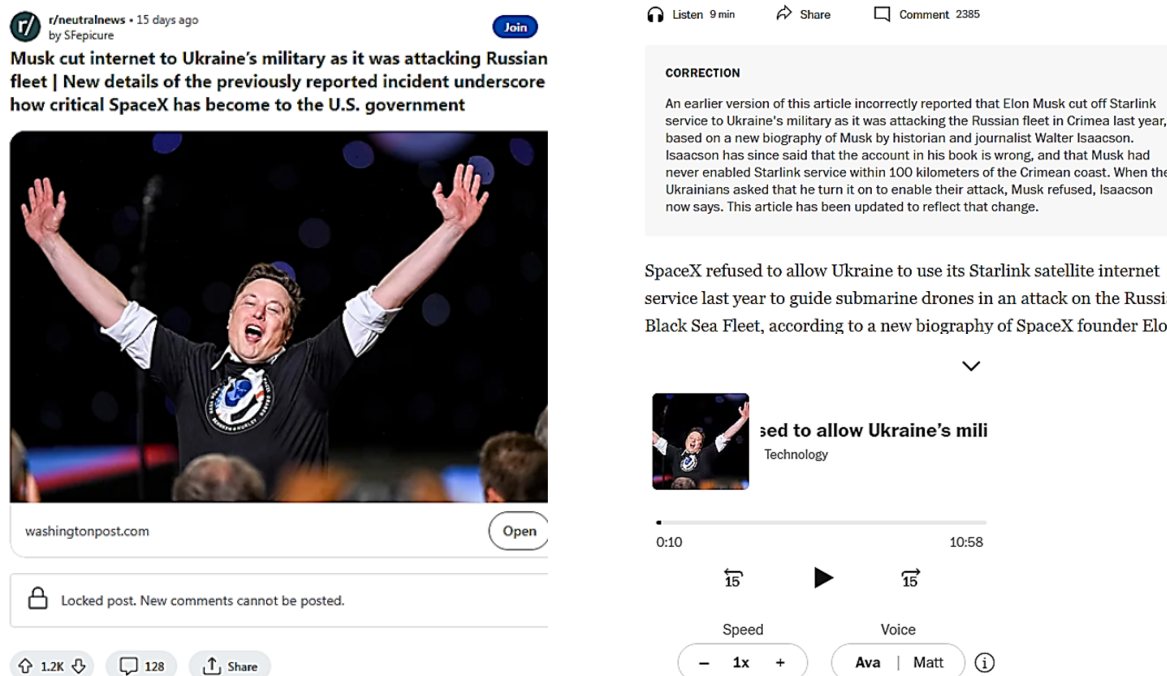 r/
r/neutralnews • 15 days ago
by SFepicure
Join
Musk cut internet to Ukraine's military as it was attacking Russian
fleet | New details of the previously reported incident underscore
how critical SpaceX has become to the U.S. government
washingtonpost.com
Open
Locked post. New comments cannot be posted.
1.2K
128
Share
Listen 9 min
Share
Comment 2385
CORRECTION
An earlier version of this article incorrectly reported that Elon Musk cut off Starlink
service to Ukraine's military as it was attacking the Russian fleet in Crimea last year,
based on a new biography of Musk by historian and journalist Walter Isaacson.
Isaacson has since said that the account in his book is wrong, and that Musk had
never enabled Starlink service within 100 kilometers of the Crimean coast. When the
Ukrainians asked that he turn it on to enable their attack, Musk refused, Isaacson
now says. This article has been updated to reflect that change.
SpaceX refused to allow Ukraine to use its Starlink satellite internet
service last year to guide submarine drones in an attack on the Russi
Black Sea Fleet, according to a new biography of SpaceX founder Elo
sed to allow Ukraine's mili
Technology
0:10
10:58
15
15
Speed
Voice
− 1x +
Ava | Matt